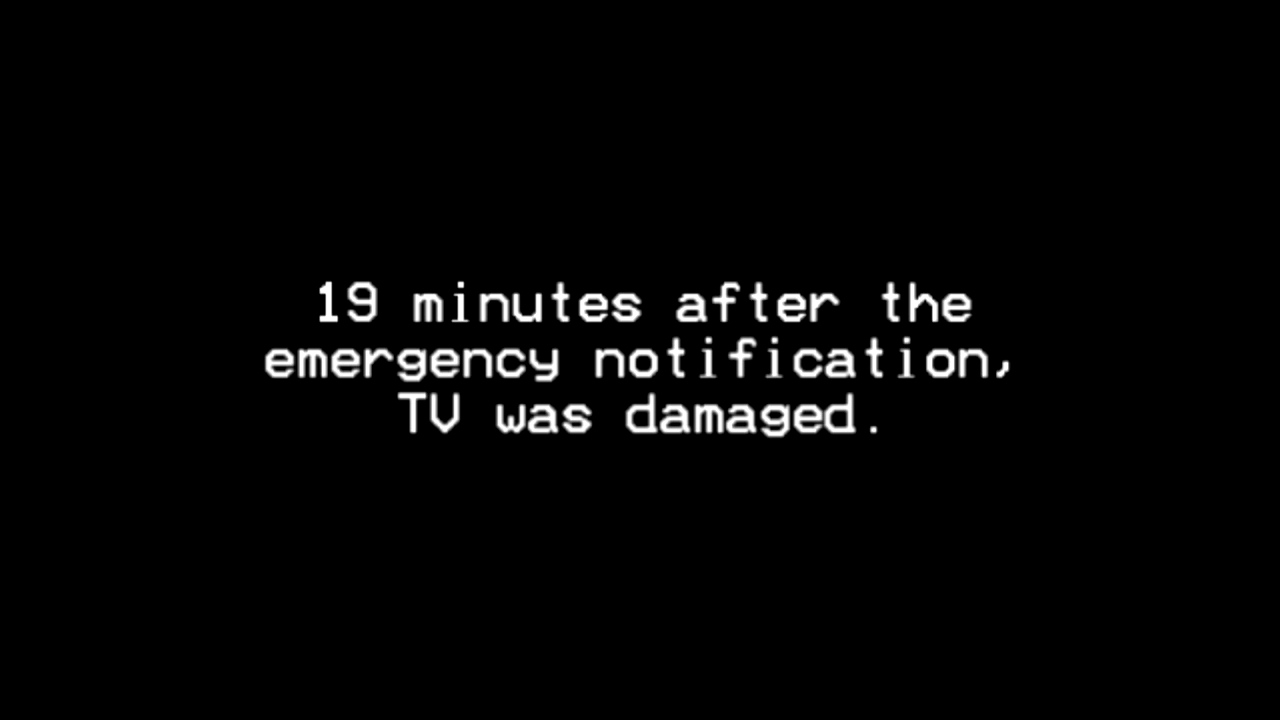 19 minutes after the
emergency notification,
TV was damaged.